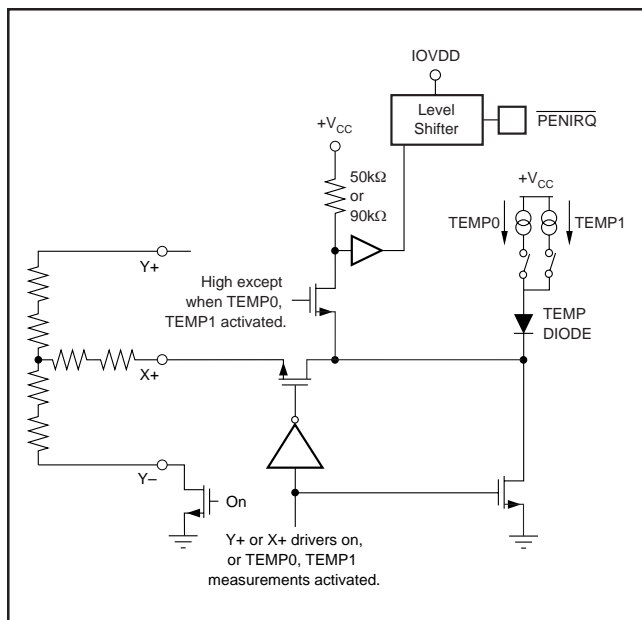 IOVDD
Level
Shifter
PENIRQ
+VCC
50kΩ
or
90kΩ
+VCC
TEMP0
TEMP1
Y+
High except
when TEMP0,
TEMP1 activated.
TEMP
DIODE
X+
Y−
On
Y+ or X+ drivers on,
or TEMP0, TEMP1
measurements activated.